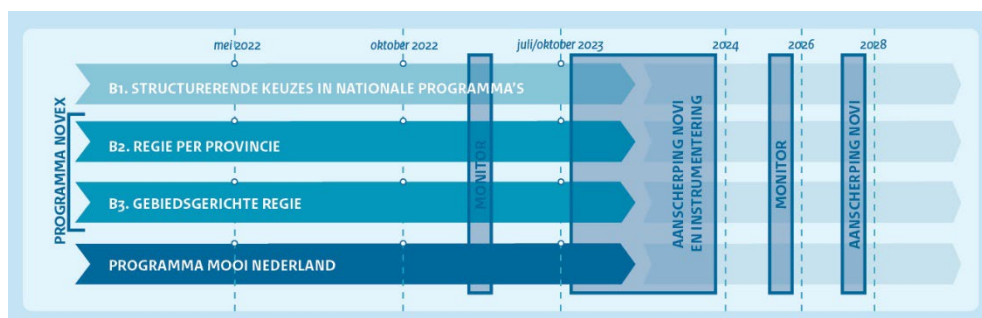 mei 2022
oktober 2022
juli/oktober 2023
2024
2026
2028
PROGRAMMA NOVEX
B1. STRUCTURERENDE KEUZES IN NATIONALE PROGRAMMA'S
B2. REGIE PER PROVINCIE
B3. GEBIEDSGERICHTE REGIE
PROGRAMMA MOOI NEDERLAND
MONITOR
AANSCHERPING NOVI
EN INSTRUMENTERING
MONITOR
AANSCHERPING NOVI